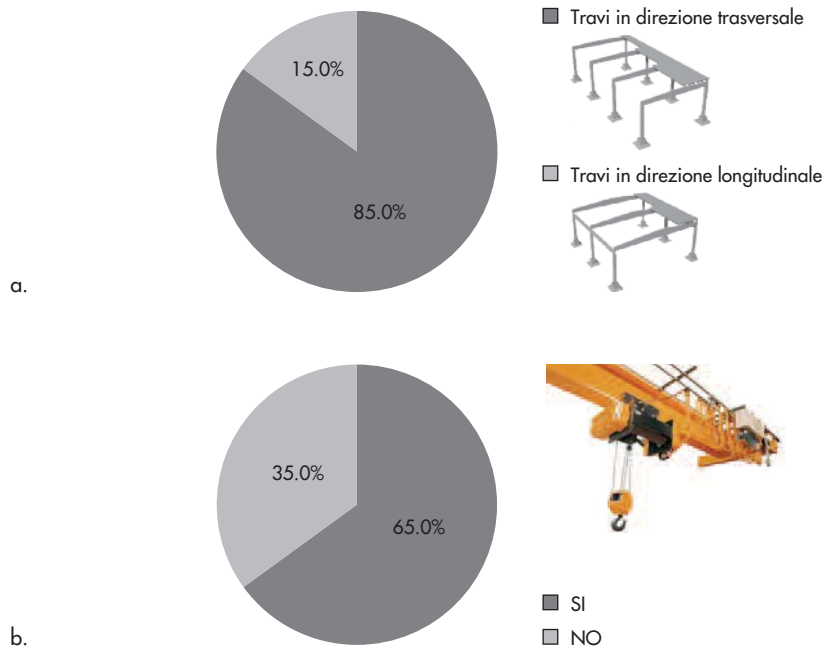 Travi in direzione trasversale
15.0%
Travi in direzione longitudinale
85.0%
a.
35.0%
65.0%
SI
b.
NO